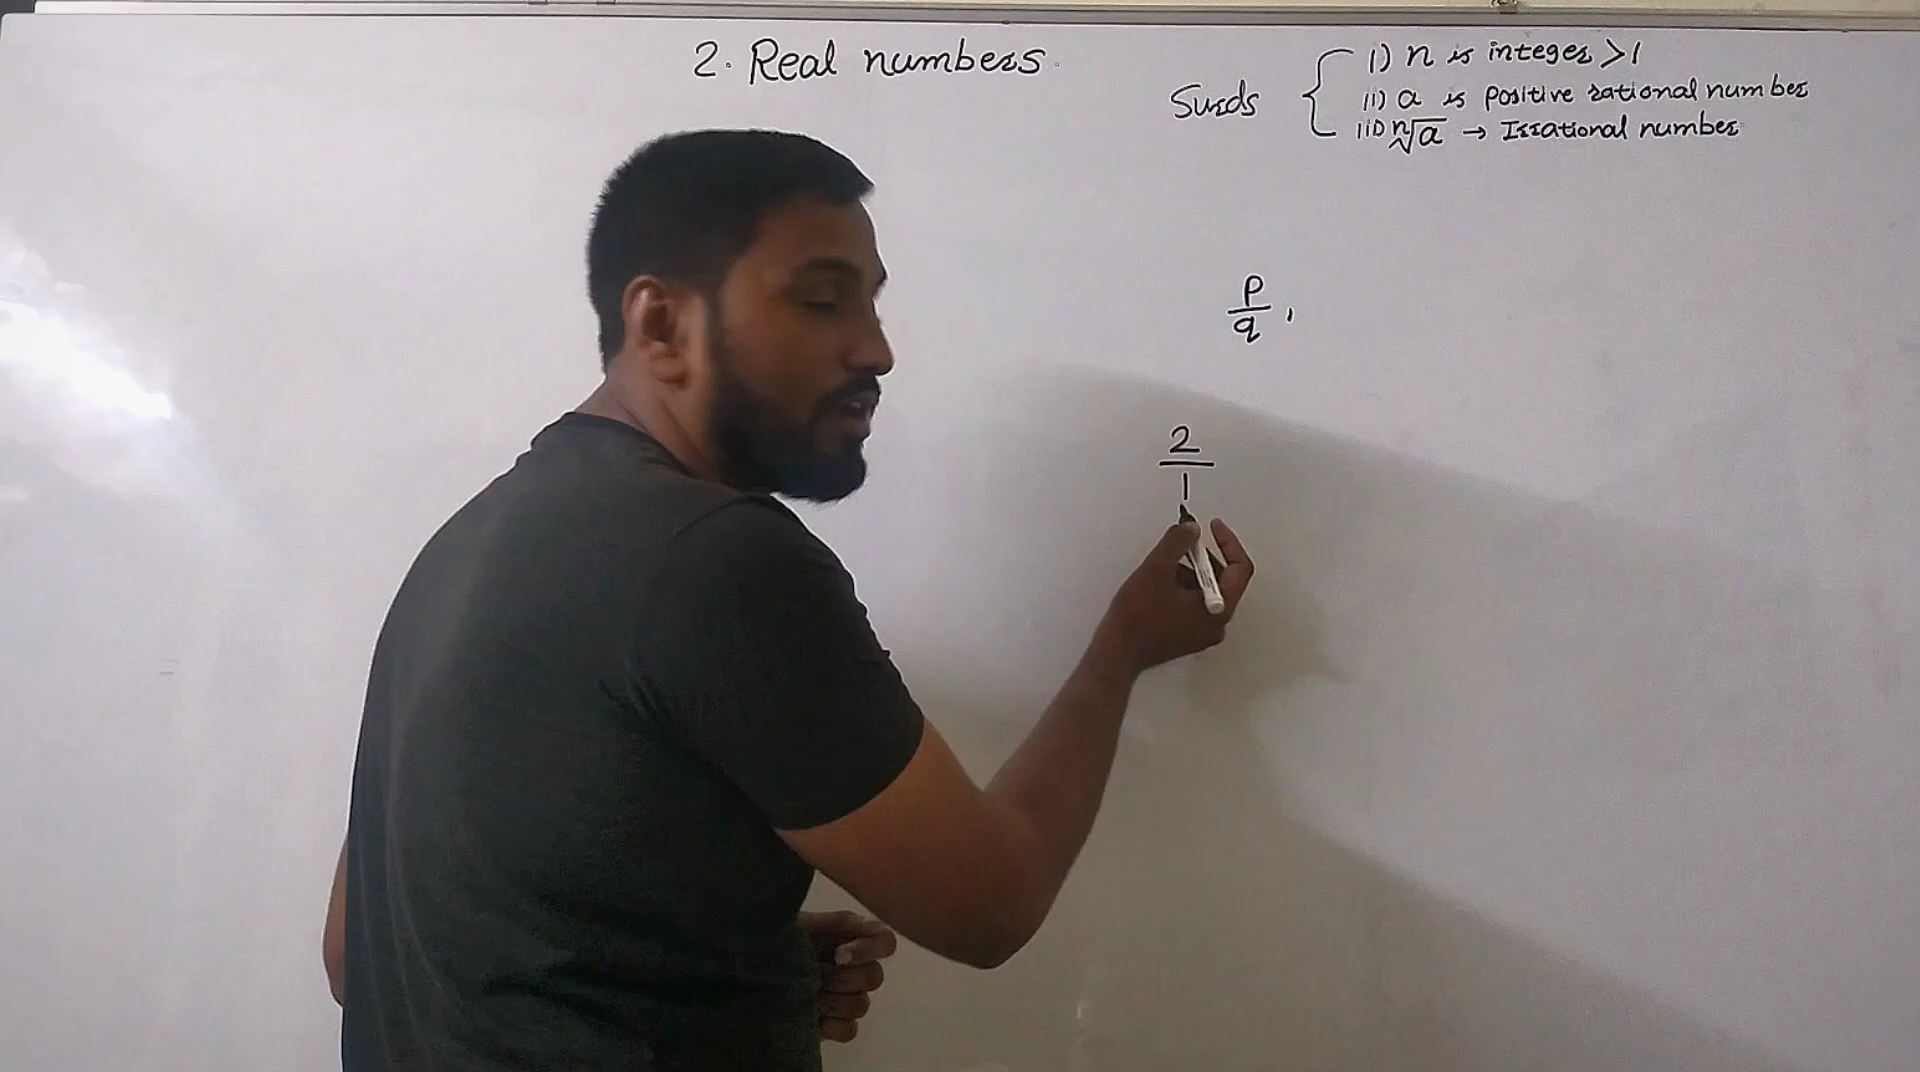 2. Real numbers.
Surds { i) n is integer >1
ii) a is positive rational number
iii) ⁿ√a → Irrational number
p/q ,
2/1